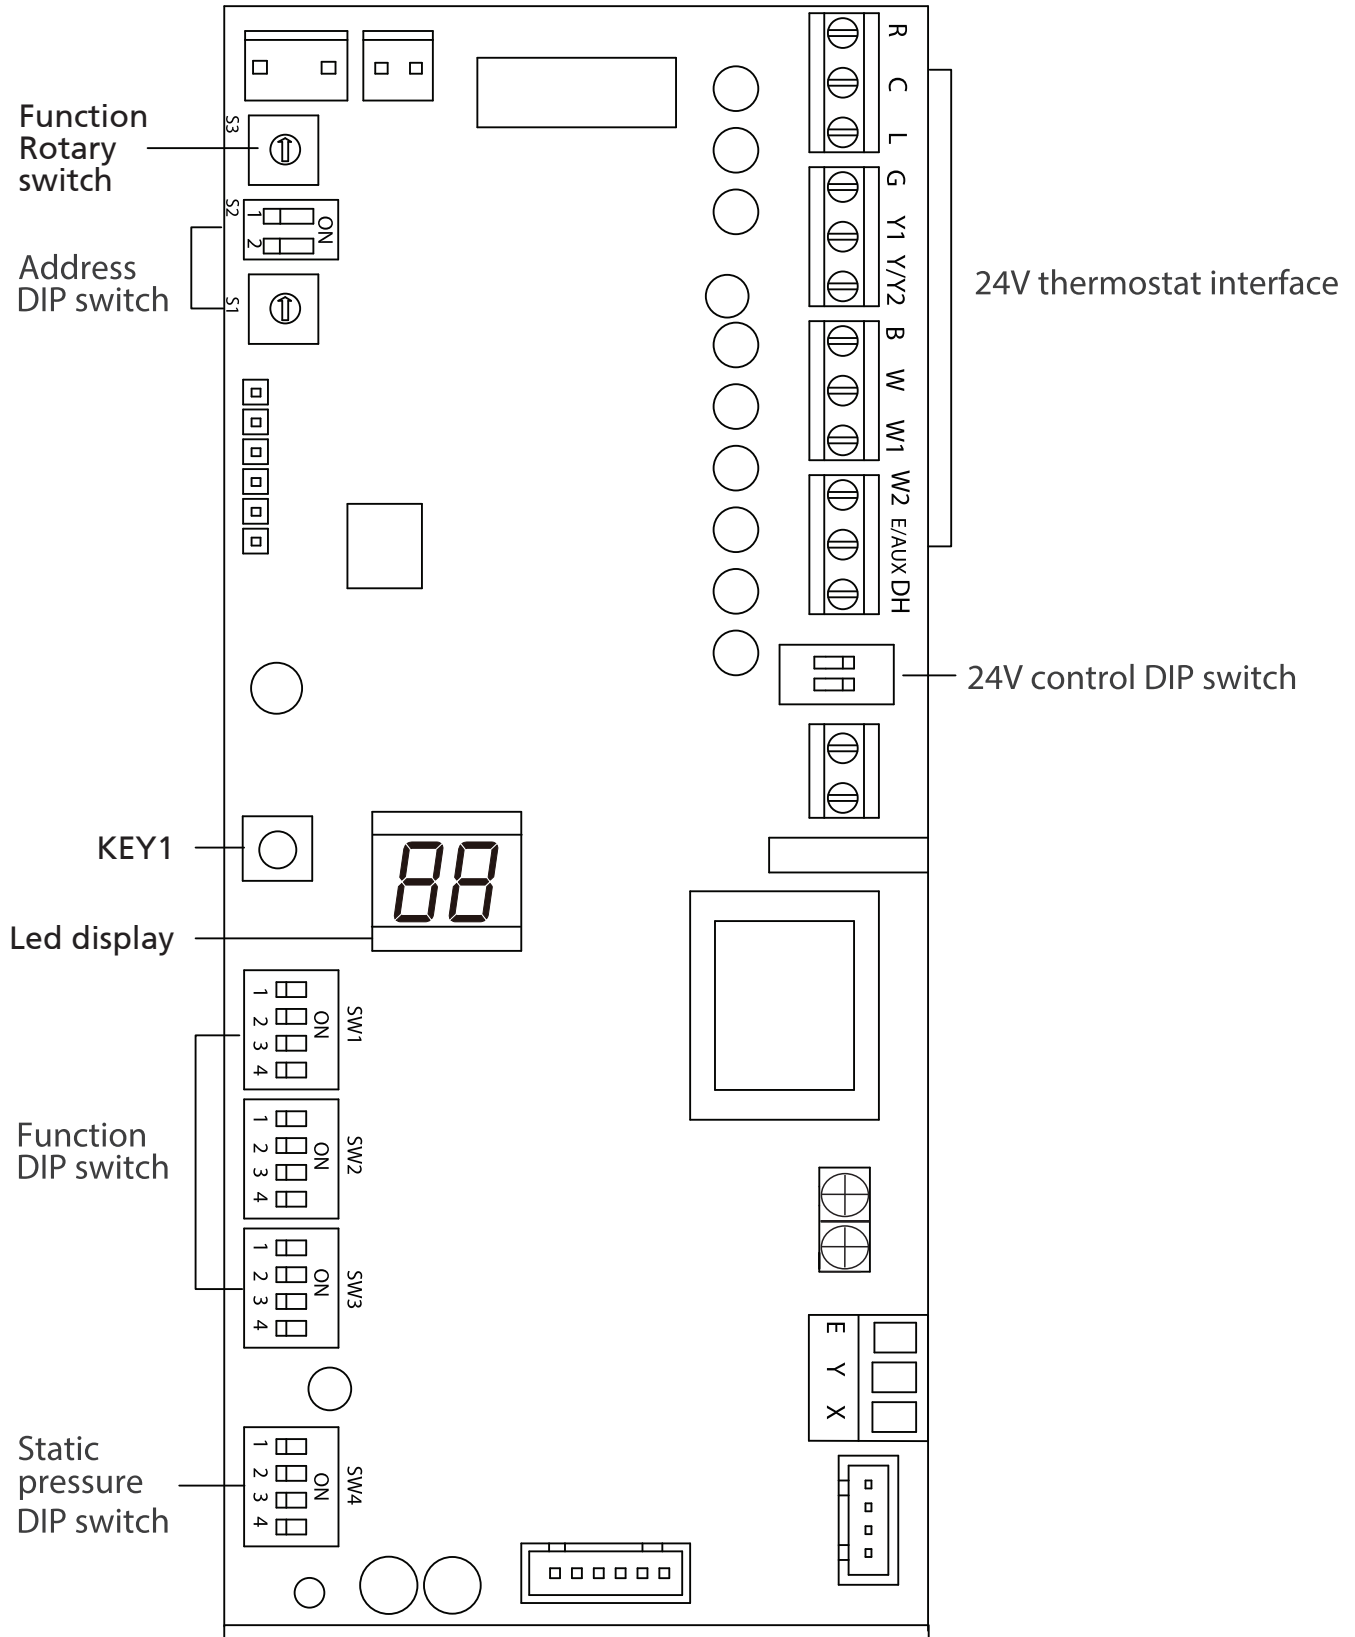 Function
Rotary
switch
S3
S2
1
2
ON
Address
DIP switch
S1
R
C
L
G
Y1
Y/Y2
B
W
W1
W2
E/AUX
DH
24V thermostat interface
24V control DIP switch
KEY1
88
Led display
1
2
3
4
ON
SW1
Function
DIP switch
1
2
3
4
ON
SW2
1
2
3
4
ON
SW3
E
Y
X
Static
pressure
DIP switch
1
2
3
4
ON
SW4